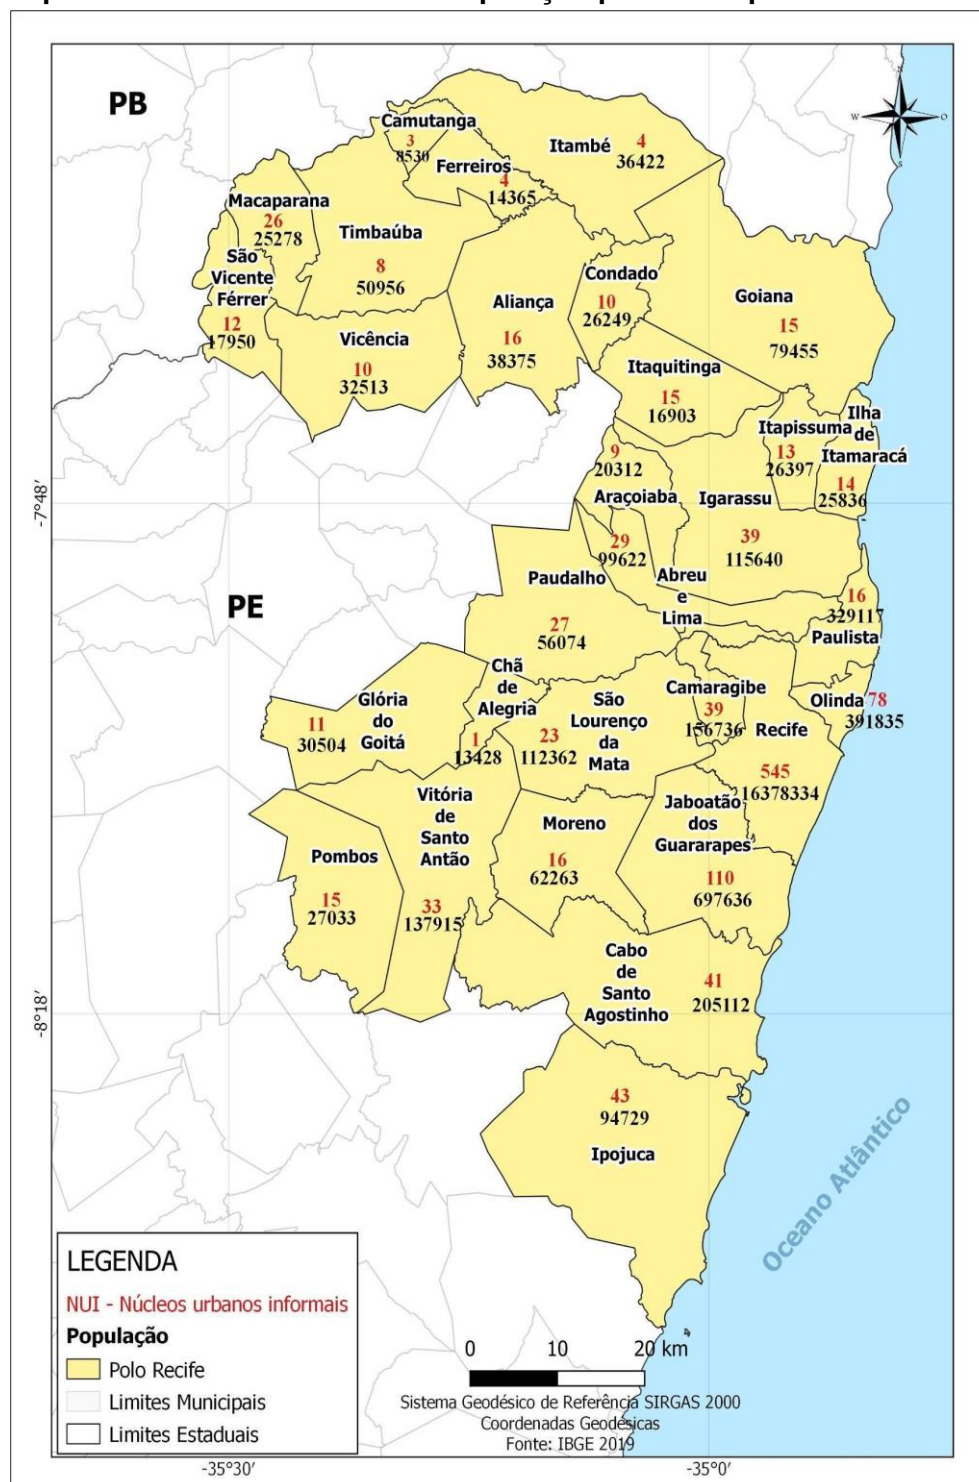 PB
Camutanga
3
8530
Ferreiros
4
14365
Itambé
4
36422
Macaparana
26
25278
Timbaúba
8
50956
São
Vicente
Férrer
12
17950
Vicência
10
32513
Aliança
16
38375
Condado
10
26249
Goiana
15
79455
Itaquitinga
15
16903
Itapissuma
13
26397
Ilha
de
Itamaracá
14
25836
9
20312
Araçoiaba
Igarassu
39
115640
29
99622
Abreu
e
Lima
Paudalho
27
56074
16
329117
Paulista
PE
Chã
de
Alegria
1
13428
Glória
do
Goitá
11
30504
São
Lourenço
da
Mata
23
112362
Camaragibe
39
156736
Olinda
78
391835
Recife
545
16378334
Vitória
de
Santo
Antão
33
137915
Moreno
16
62263
Jaboatão
dos
Guararapes
110
697636
Pombos
15
27033
Cabo
de
Santo
Agostinho
41
205112
43
94729
Ipojuca
Oceano Atlântico
N
W
O
S
-7°48'
-8°18'
-35°30'
-35°0'
LEGENDA
NUI - Núcleos urbanos informais
População
Polo Recife
Limites Municipais
Limites Estaduais
0 10 20 km
Sistema Geodésico de Referência SIRGAS 2000
Coordenadas Geodésicas
Fonte: IBGE 2019